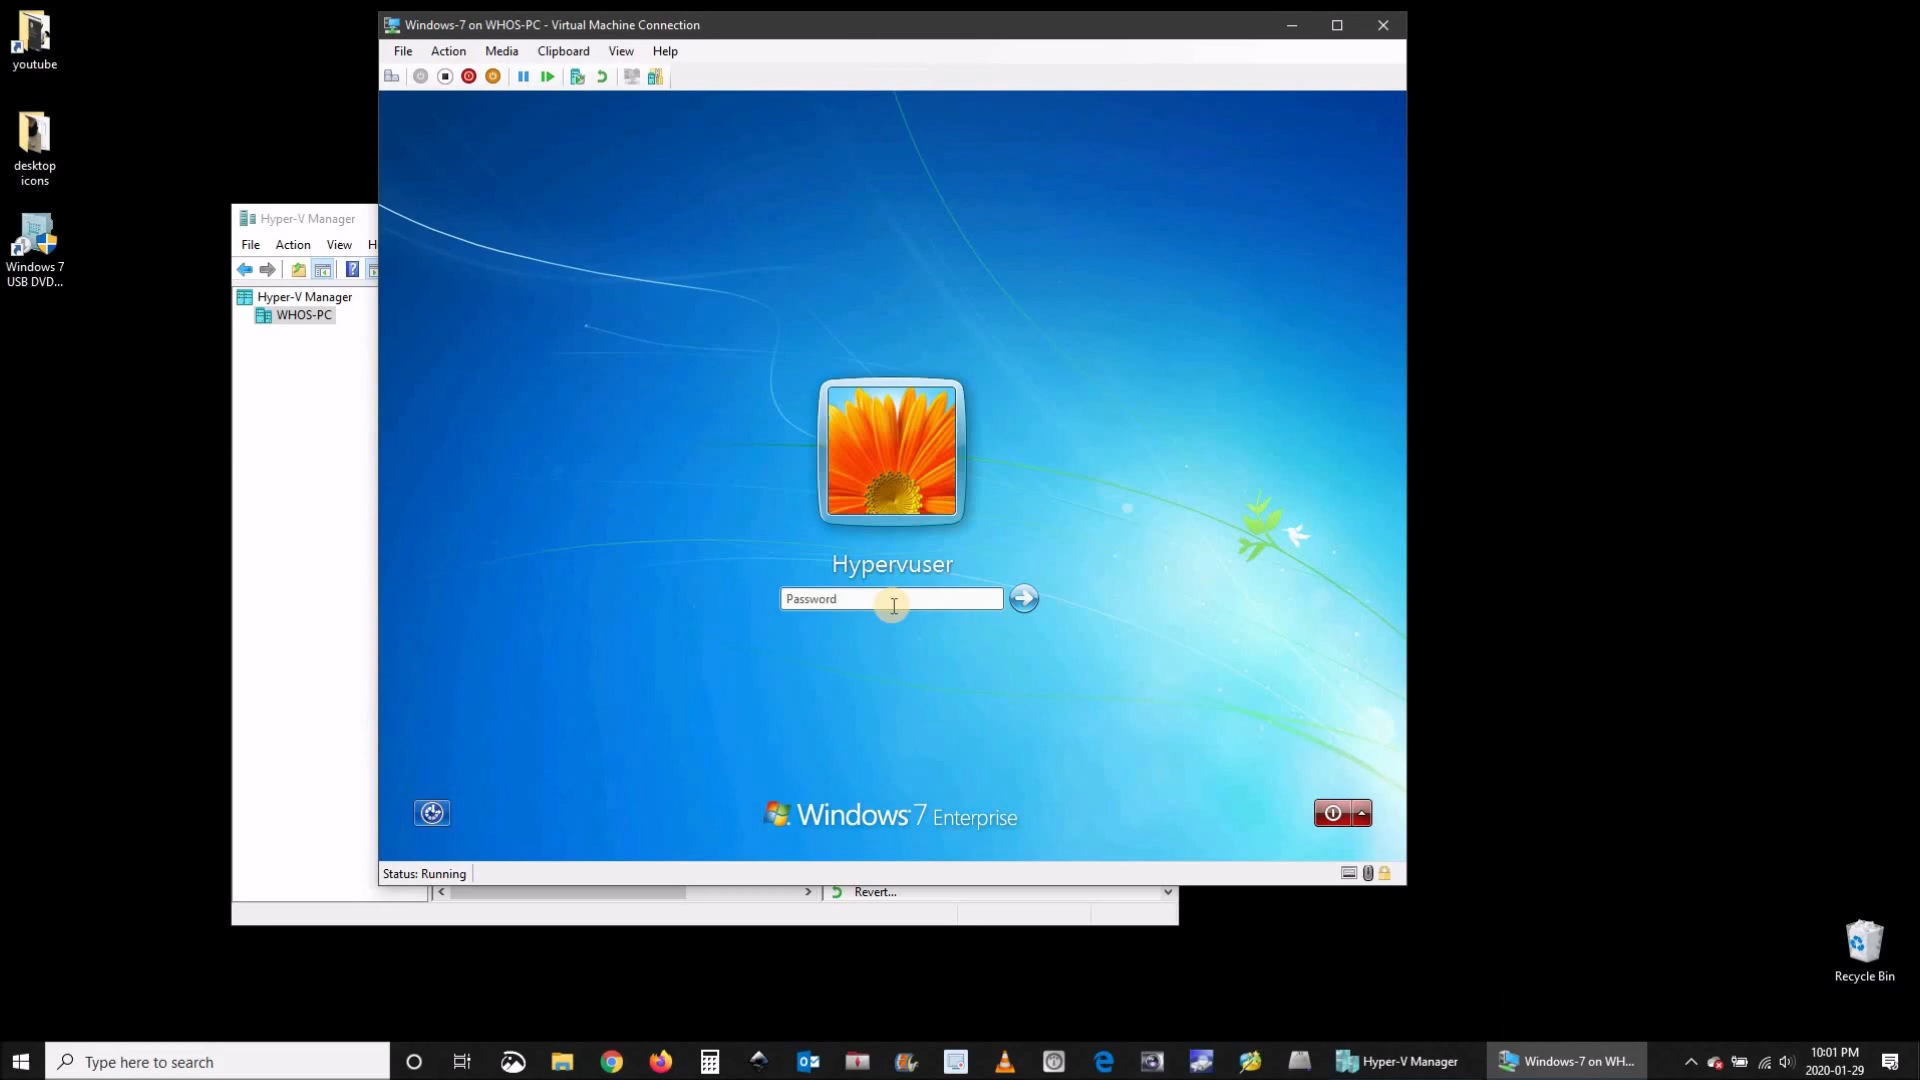 youtube
desktop
icons
Windows 7
USB DVD...
Windows-7 on WHOS-PC - Virtual Machine Connection
File Action Media Clipboard View Help
Hyper-V Manager
File Action View H
Hyper-V Manager
WHOS-PC
Hypervuser
Password
Windows 7 Enterprise
Status: Running
Revert...
Recycle Bin
Type here to search
Hyper-V Manager
Windows-7 on WH...
10:01 PM
2020-01-29